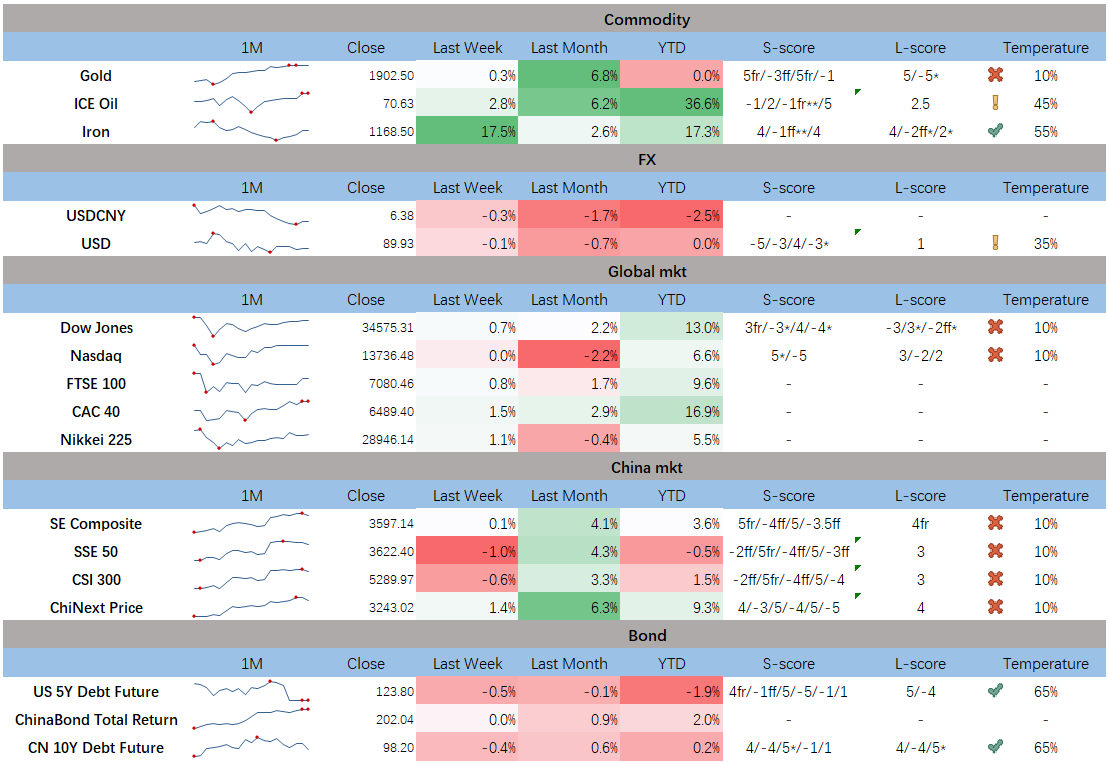 Commodity
1M Close Last Week Last Month YTD S-score L-score Temperature
Gold 1902.50 0.3% 6.8% 0.0% 5fr/-3ff/5fr/-1 5/-5* 10%
ICE Oil 70.63 2.8% 6.2% 36.6% -1/2/-1fr**/5 2.5 45%
Iron 1168.50 17.5% 2.6% 17.3% 4/-1ff**/4 4/-2ff*/2* 55%
FX
1M Close Last Week Last Month YTD S-score L-score Temperature
USDCNY 6.38 -0.3% -1.7% -2.5% - - -
USD 89.93 -0.1% -0.7% 0.0% -5/-3/4/-3* 1 35%
Global mkt
1M Close Last Week Last Month YTD S-score L-score Temperature
Dow Jones 34575.31 0.7% 2.2% 13.0% 3fr/-3*/4/-4* -3/3*/-2ff* 10%
Nasdaq 13736.48 0.0% -2.2% 6.6% 5*/-5 3/-2/2 10%
FTSE 100 7080.46 0.8% 1.7% 9.6% - - -
CAC 40 6489.40 1.5% 2.9% 16.9% - - -
Nikkei 225 28946.14 1.1% -0.4% 5.5% - - -
China mkt
1M Close Last Week Last Month YTD S-score L-score Temperature
SE Composite 3597.14 0.1% 4.1% 3.6% 5fr/-4ff/5/-3.5ff 4fr 10%
SSE 50 3622.40 -1.0% 4.3% -0.5% -2ff/5fr/-4ff/5/-3ff 3 10%
CSI 300 5289.97 -0.6% 3.3% 1.5% -2ff/5fr/-4ff/5/-4 3 10%
ChiNext Price 3243.02 1.4% 6.3% 9.3% 4/-3/5/-4/5/-5 4 10%
Bond
1M Close Last Week Last Month YTD S-score L-score Temperature
US 5Y Debt Future 123.80 -0.5% -0.1% -1.9% 4fr/-1ff/5/-5/-1/1 5/-4 65%
ChinaBond Total Return 202.04 0.0% 0.9% 2.0% - - -
CN 10Y Debt Future 98.20 -0.4% 0.6% 0.2% 4/-4/5*/-1/1 4/-4/5* 65%